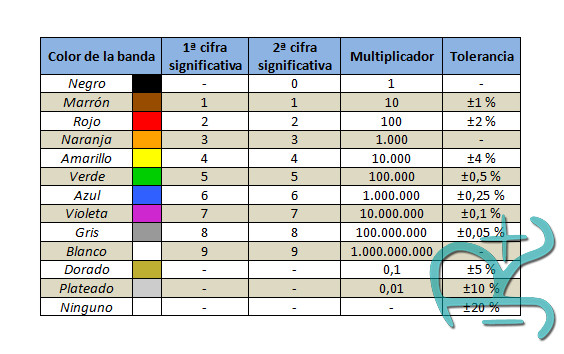 Color de la banda 1ª cifra significativa 2ª cifra significativa Multiplicador Tolerancia
Negro - 0 1 -
Marrón 1 1 10 ±1 %
Rojo 2 2 100 ±2 %
Naranja 3 3 1.000 -
Amarillo 4 4 10.000 ±4 %
Verde 5 5 100.000 ±0,5 %
Azul 6 6 1.000.000 ±0,25 %
Violeta 7 7 10.000.000 ±0,1 %
Gris 8 8 100.000.000 ±0,05 %
Blanco 9 9 1.000.000.000 -
Dorado - - 0,1 ±5 %
Plateado - - 0,01 ±10 %
Ninguno - - - ±20 %